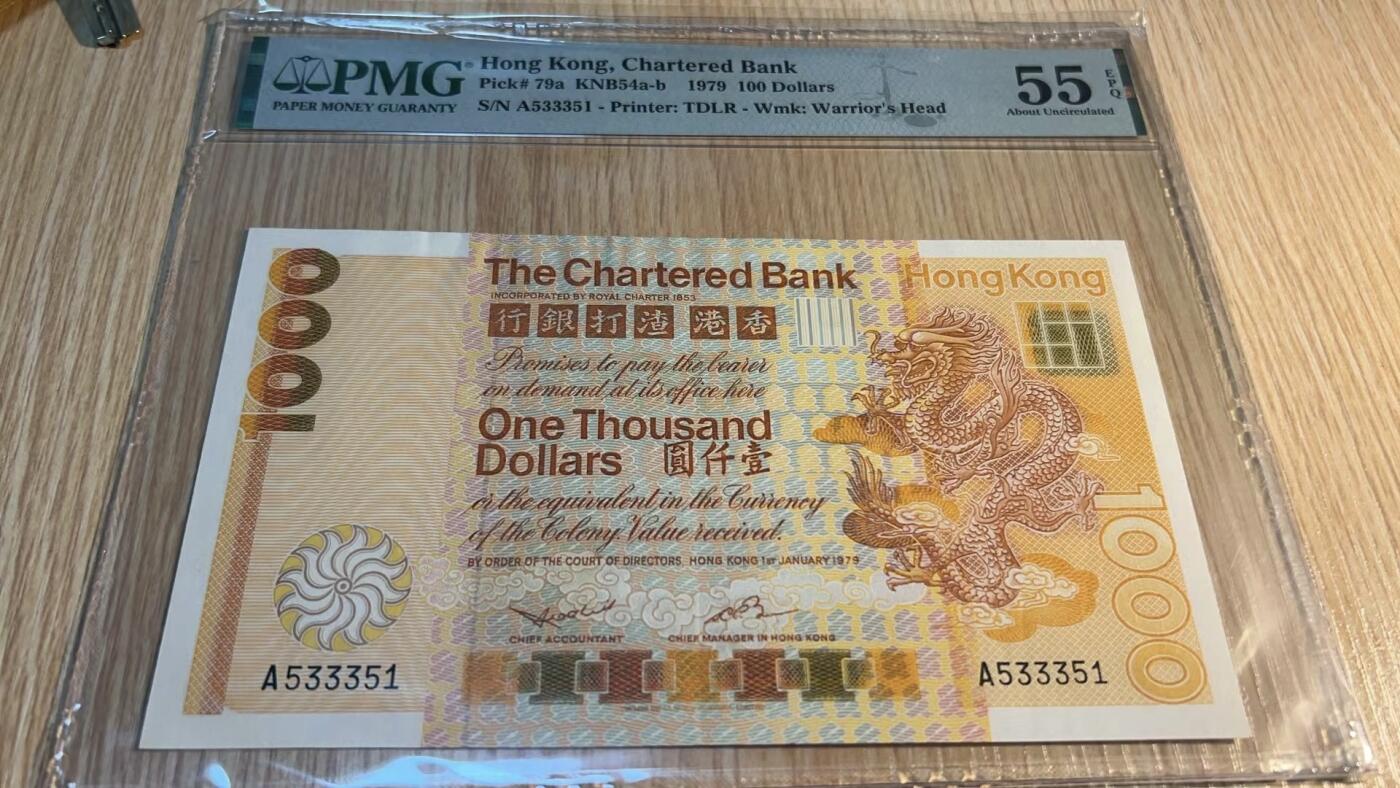 PMG
PAPER MONEY GUARANTY
Hong Kong, Chartered Bank
Pick# 79a KNB54a-b 1979 100 Dollars
S/N A533351 - Printer: TDLR - Wmk: Warrior's Head
55
EPQ
About Uncirculated
1000
The Chartered Bank
Hong Kong
INCORPORATED BY ROYAL CHARTER 1853
行銀打渣 港香
Promises to pay the bearer
on demand at its office here
One Thousand
Dollars 圓仟壹
or the equivalent in the Currency
of the Colony Value received.
BY ORDER OF THE COURT OF DIRECTORS, HONG KONG 1ST JANUARY 1979
CHIEF ACCOUNTANT
CHIEF MANAGER IN HONG KONG
1000
A533351
A533351